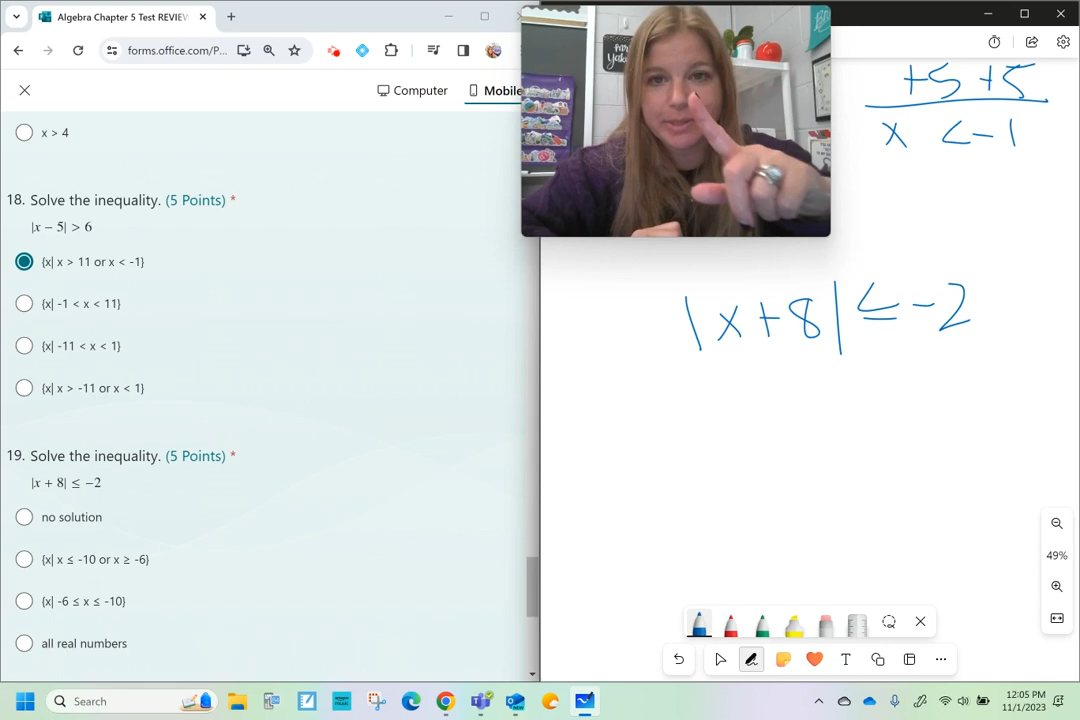 Algebra Chapter 5 Test REVIEW
forms.office.com/P...
Computer
Mobile
x > 4
18. Solve the inequality. (5 Points) *
|x − 5| > 6
{x| x > 11 or x < -1}
{x| -1 < x < 11}
{x| -11 < x < 1}
{x| x > -11 or x < 1}
19. Solve the inequality. (5 Points) *
|x + 8| ≤ −2
no solution
{x| x ≤ -10 or x ≥ -6}
{x| -6 ≤ x ≤ -10}
all real numbers
+5 +5
x < -1
|x+8| ≤ -2
49%
Search
12:05 PM
11/1/2023